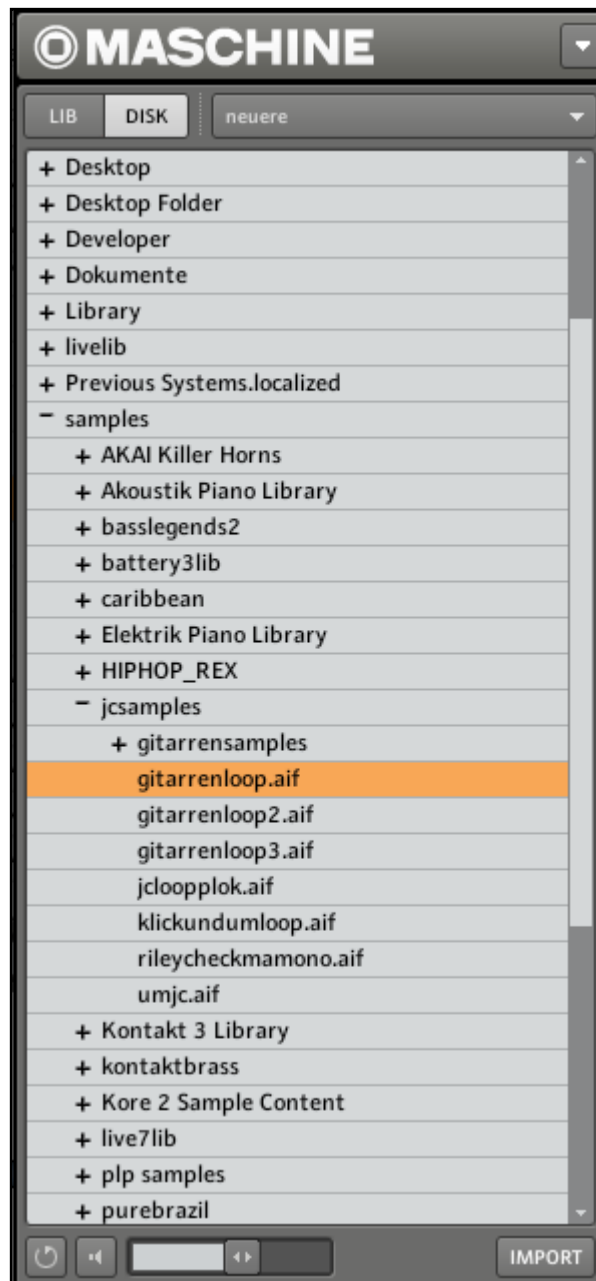 MASCHINE
LIB DISK neuere
+ Desktop
+ Desktop Folder
+ Developer
+ Dokumente
+ Library
+ livelib
+ Previous Systems.localized
- samples
+ AKAI Killer Horns
+ Akoustik Piano Library
+ basslegends2
+ battery3lib
+ caribbean
+ Elektrik Piano Library
+ HIPHOP_REX
- jcsamples
+ gitarrensamples
gitarrenloop.aif
gitarrenloop2.aif
gitarrenloop3.aif
jcloopplok.aif
klickundumloop.aif
rileycheckmamono.aif
umjc.aif
+ Kontakt 3 Library
+ kontaktbrass
+ Kore 2 Sample Content
+ live7lib
+ plp samples
+ purebrazil
IMPORT